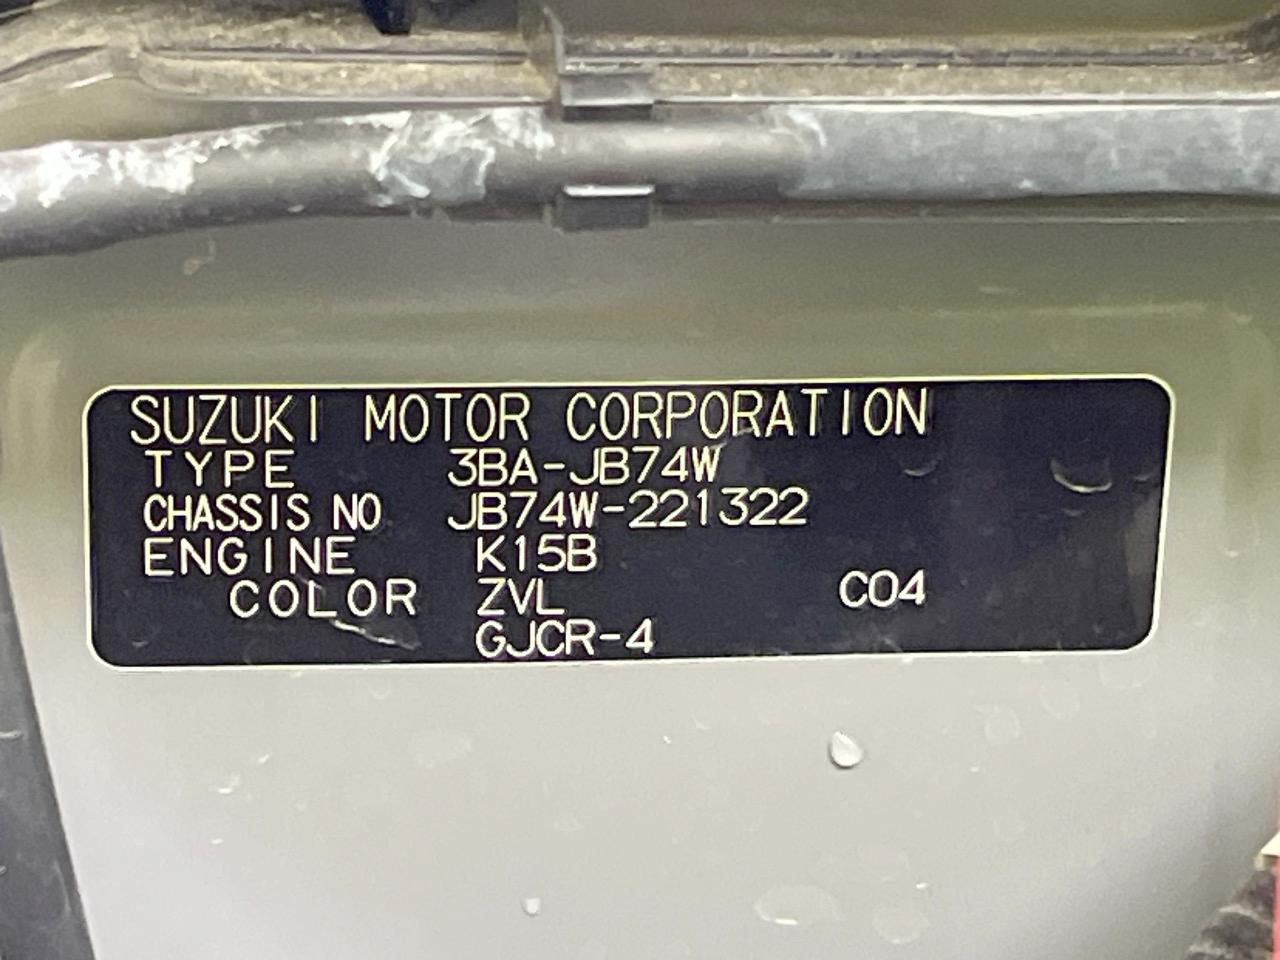 SUZUKI MOTOR CORPORATION
TYPE 3BA-JB74W
CHASSIS NO JB74W-221322
ENGINE K15B
COLOR ZVL C04
GJCR-4